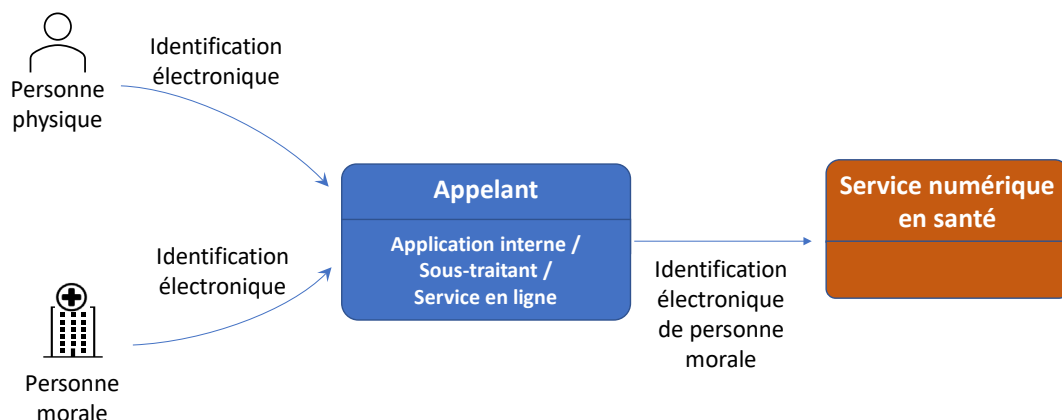 Personne
physique
Identification
électronique
Personne
morale
Identification
électronique
Appelant
Application interne /
Sous-traitant /
Service en ligne
Identification
électronique
de personne
morale
Service numérique
en santé